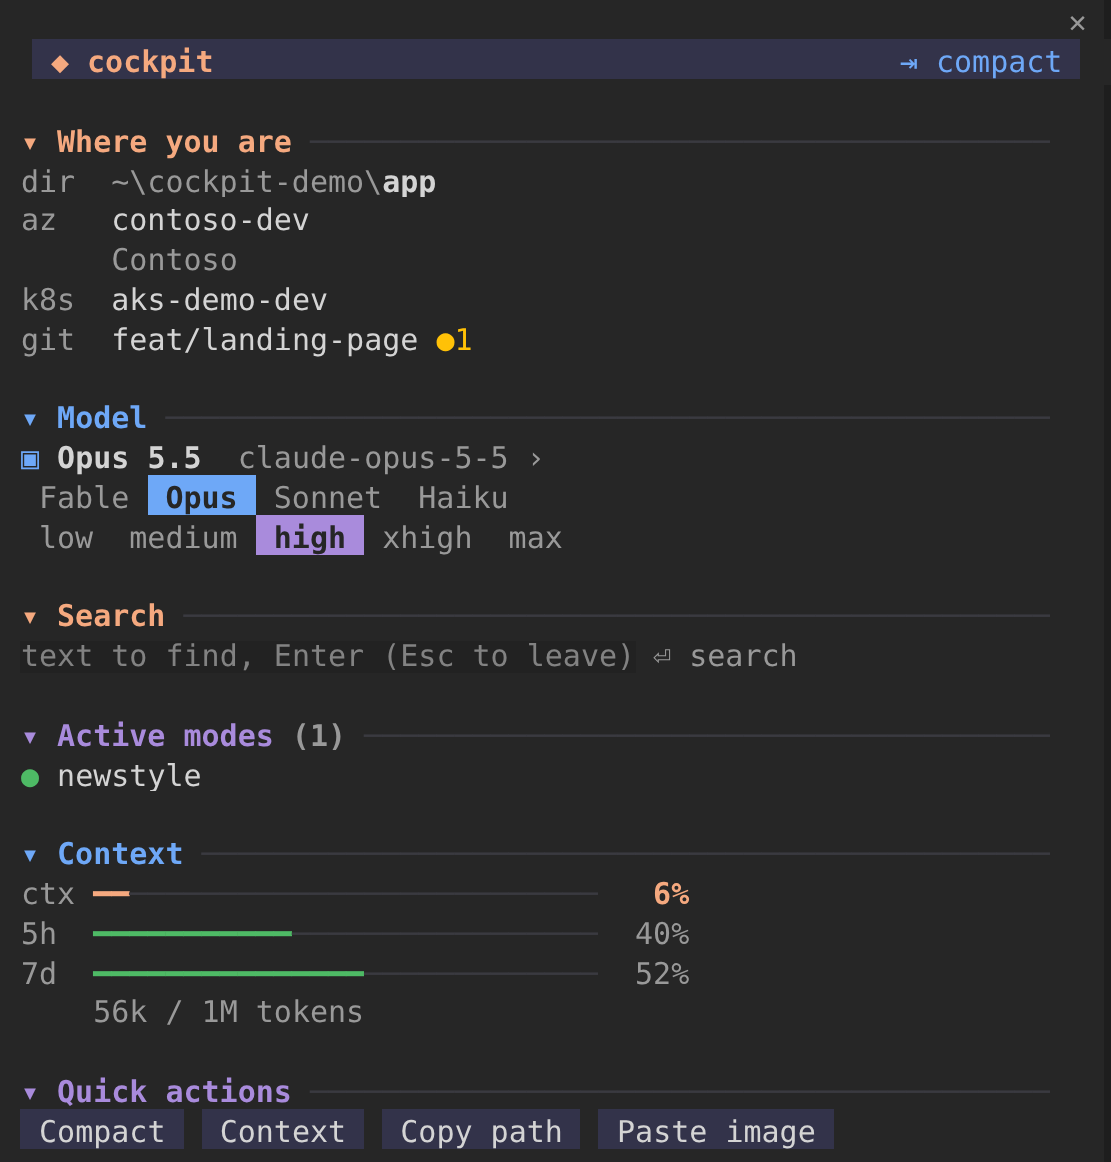 ×
◆ cockpit ⇥ compact
▾ Where you are
dir ~\cockpit-demo\app
az contoso-dev
Contoso
k8s aks-demo-dev
git feat/landing-page ●1
▾ Model
▣ Opus 5.5 claude-opus-5-5 ›
Fable Opus Sonnet Haiku
low medium high xhigh max
▾ Search
text to find, Enter (Esc to leave) ⏎ search
▾ Active modes (1)
● newstyle
▾ Context
ctx 6%
5h 40%
7d 52%
56k / 1M tokens
▾ Quick actions
Compact Context Copy path Paste image